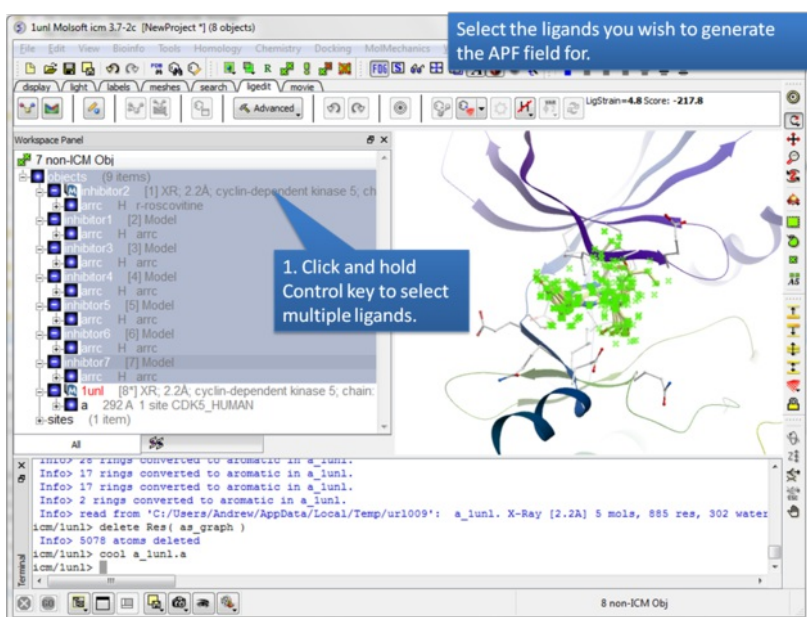 1unl Molsoft icm 3.7-2c [NewProject *] (8 objects)
Select the ligands you wish to generate
the APF field for.
File Edit View Bioinfo Tools Homology Chemistry Docking MolMechanics
display light labels meshes search ligedit movie
Advanced
LigStrain=4.8 Score: -217.8
Workspace Panel
7 non-ICM Obj
objects (9 items)
inhibitor2 [1] XR; 2.2Å; cyclin-dependent kinase 5; ch
arrc H r-roscovitine
inhibitor1 [2] Model
arrc H arrc
inhibitor3 [3] Model
arrc H arrc
inhibitor4 [4] Model
arrc H arrc
inhibitor5 [5] Model
arrc H arrc
inhibitor6 [6] Model
arrc H arrc
inhibitor7 [7] Model
arrc H arrc
1unl [8*] XR; 2.2Å; cyclin-dependent kinase 5; chain:
a 292 A 1 site CDK5_HUMAN
sites (1 item)
1. Click and hold
Control key to select
multiple ligands.
All
Info> 28 rings converted to aromatic in a_1unl.
Info> 17 rings converted to aromatic in a_1unl.
Info> 17 rings converted to aromatic in a_1unl.
Info> 2 rings converted to aromatic in a_1unl.
Info> read from 'C:/Users/Andrew/AppData/Local/Temp/url009': a_1unl. X-Ray [2.2A] 5 mols, 885 res, 302 water
icm/1unl> delete Res( as_graph )
Info> 5078 atoms deleted
icm/1unl> cool a_1unl.a
icm/1unl>
Terminal
8 non-ICM Obj